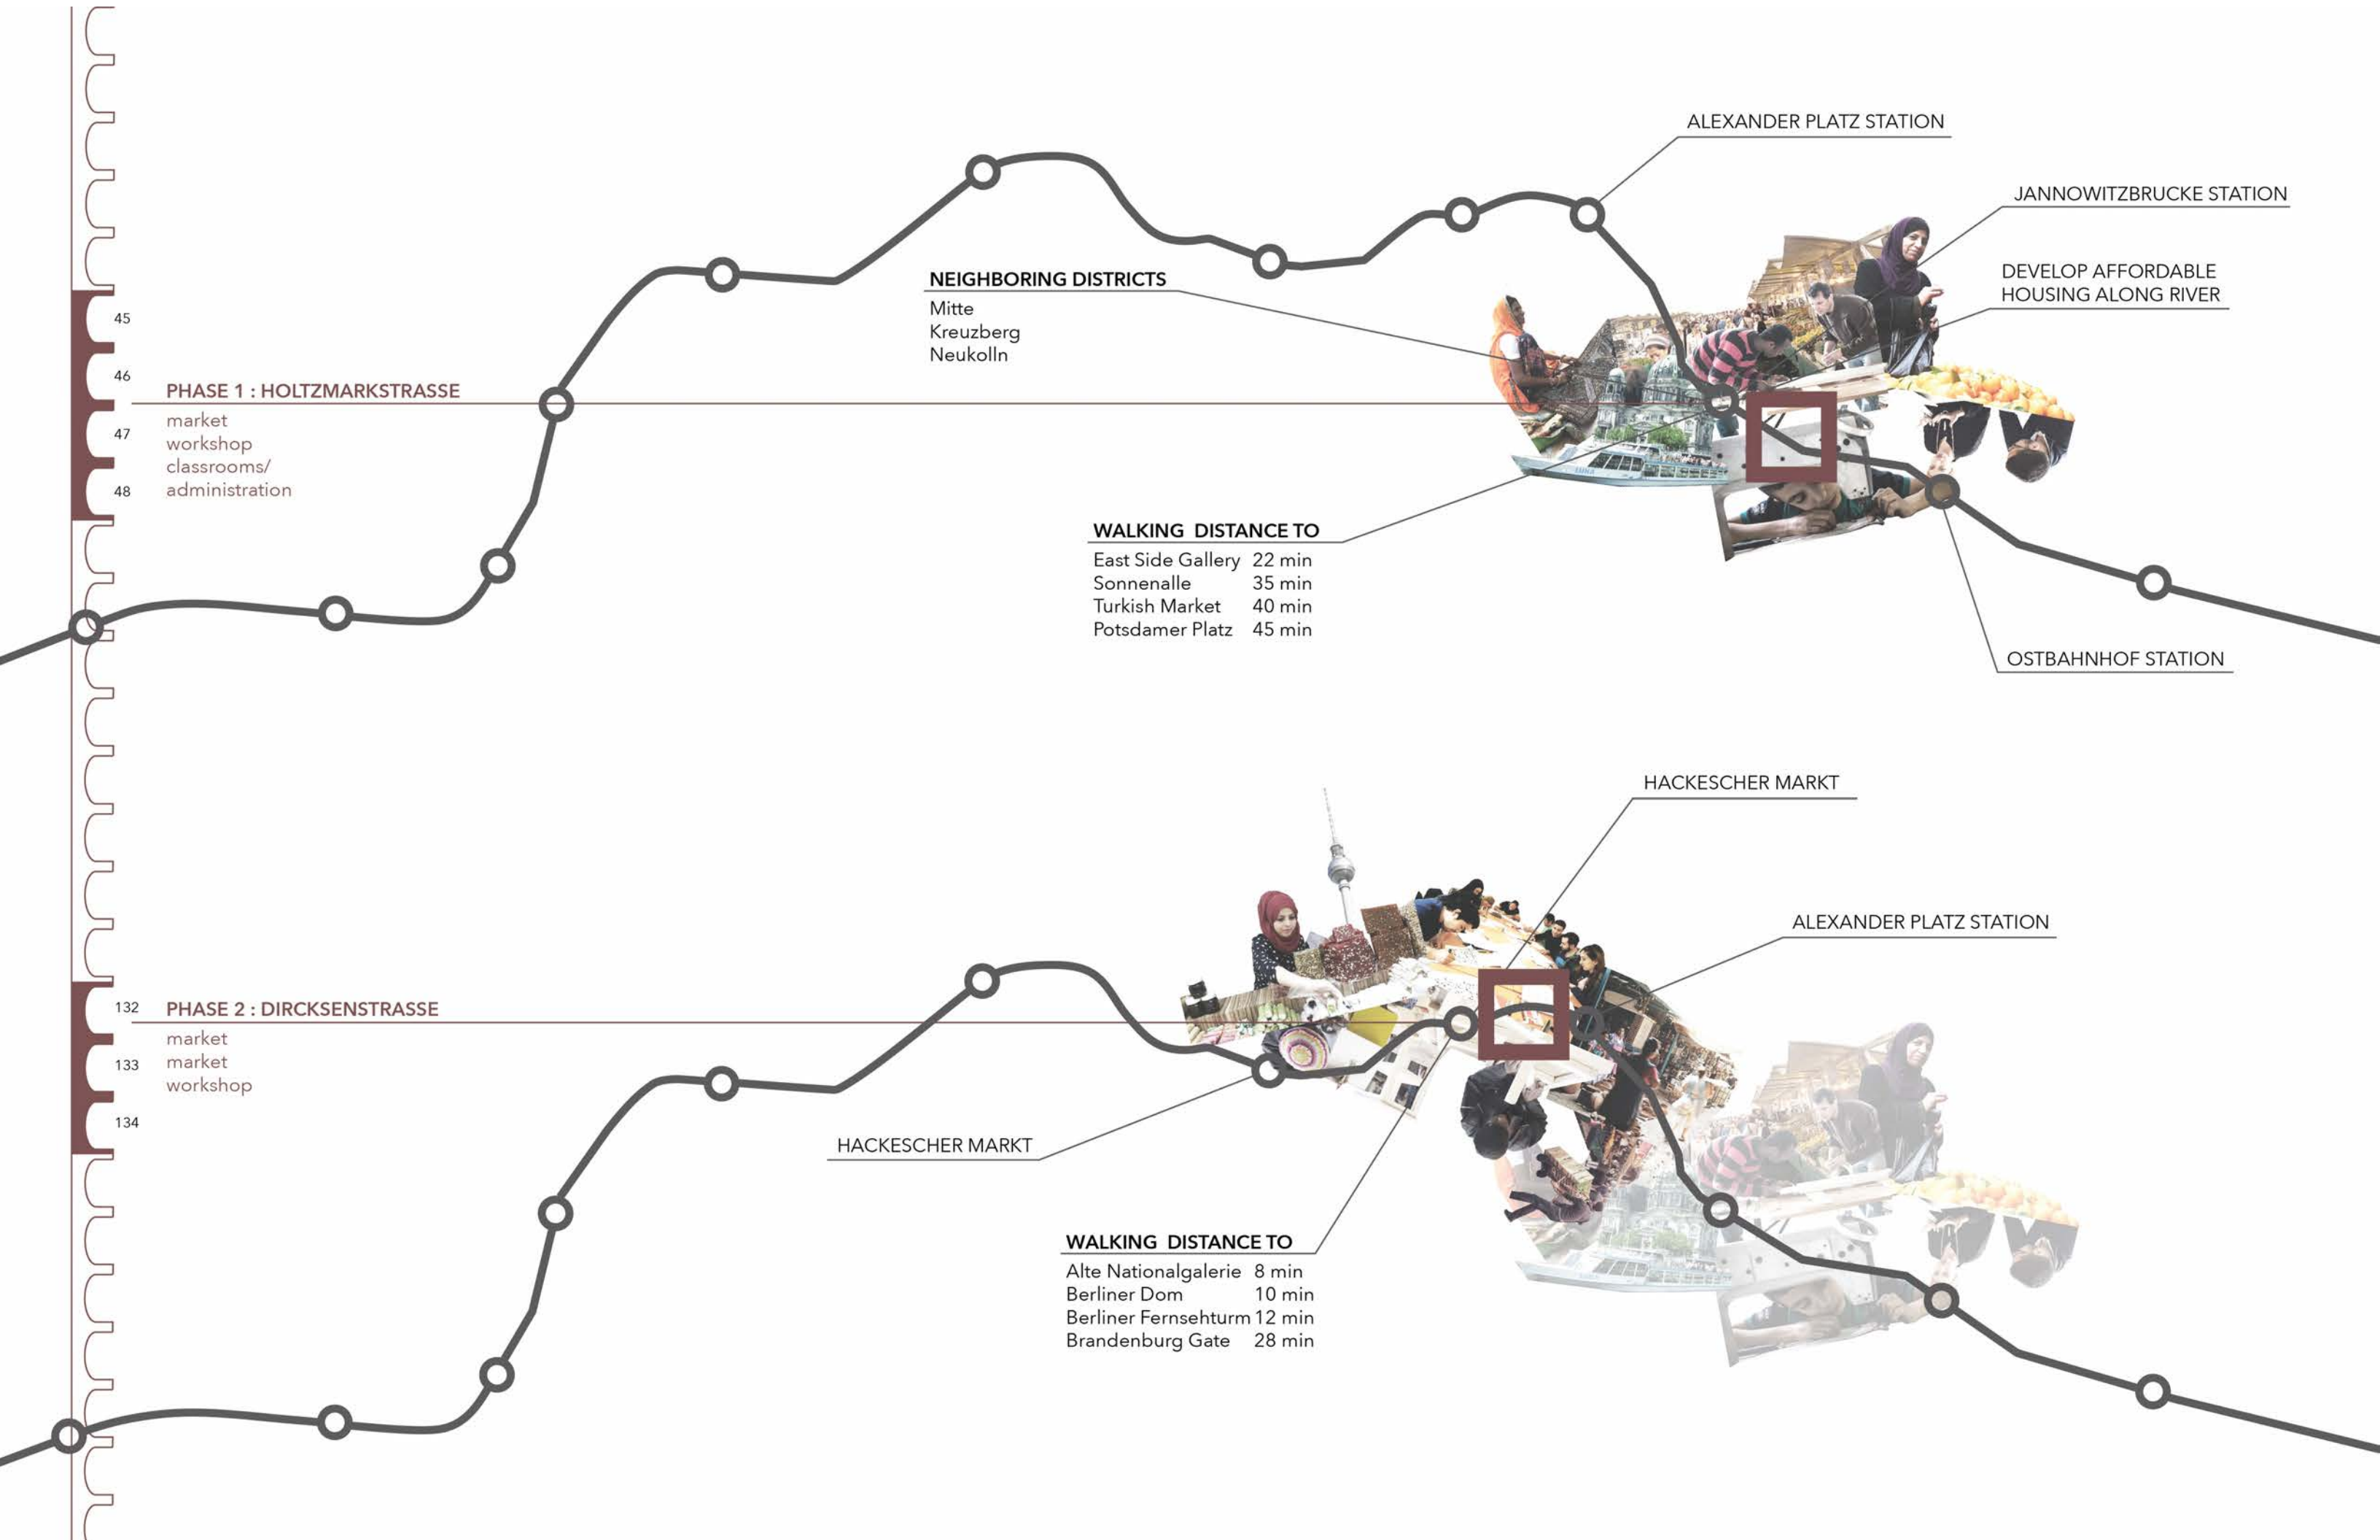 ALEXANDER PLATZ STATION
JANNOWITZBRUCKE STATION
DEVELOP AFFORDABLE
HOUSING ALONG RIVER
NEIGHBORING DISTRICTS
Mitte
Kreuzberg
Neukolln
45
46
47
48
PHASE 1 : HOLTZMARKSTRASSE
market
workshop
classrooms/
administration
WALKING DISTANCE TO
East Side Gallery 22 min
Sonnenalle 35 min
Turkish Market 40 min
Potsdamer Platz 45 min
OSTBAHNHOF STATION
HACKESCHER MARKT
ALEXANDER PLATZ STATION
132
133
134
PHASE 2 : DIRCKSENSTRASSE
market
market
workshop
HACKESCHER MARKT
WALKING DISTANCE TO
Alte Nationalgalerie 8 min
Berliner Dom 10 min
Berliner Fernsehturm 12 min
Brandenburg Gate 28 min